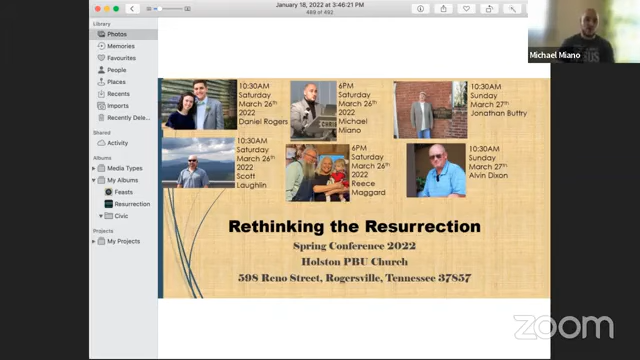 January 18, 2022 at 3:46:21 PM
489 of 492
Library
Photos
Memories
Favourites
People
Places
Recents
Imports
Recently Dele...
Shared
Activity
Albums
Media Types
My Albums
Feasts
Resurrection
Civic
Projects
My Projects
10:30AM
Saturday
March 26th
2022
Daniel Rogers
6PM
Saturday
March 26th
2022
Michael
Miano
10:30AM
Sunday
March 27th
Jonathan Buttry
10:30AM
Saturday
March 26th
2022
Scott
Laughlin
6PM
Saturday
March 26th
2022
Reece
Maggard
10:30AM
Sunday
March 27th
Alvin Dixon
Rethinking the Resurrection
Spring Conference 2022
Holston PBU Church
598 Reno Street, Rogersville, Tennessee 37857
Michael Miano
zoom